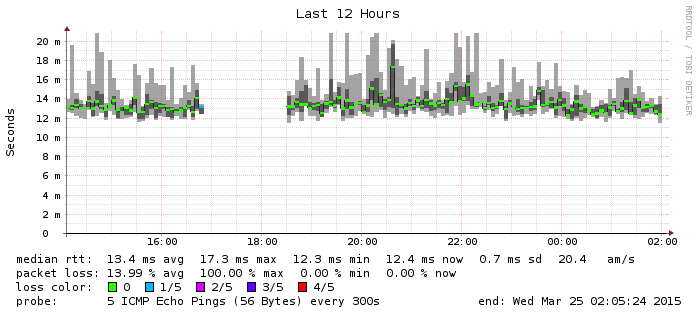 Last 12 Hours
RRDTOOL / TOBI OETIKER
Seconds
20 m
18 m
16 m
14 m
12 m
10 m
8 m
6 m
4 m
2 m
0
16:00 18:00 20:00 22:00 00:00 02:00
median rtt: 13.4 ms avg 17.3 ms max 12.3 ms min 12.4 ms now 0.7 ms sd 20.4 am/s
packet loss: 13.99 % avg 100.00 % max 0.00 % min 0.00 % now
loss color: 0 1/5 2/5 3/5 4/5
probe: 5 ICMP Echo Pings (56 Bytes) every 300s end: Wed Mar 25 02:05:24 2015